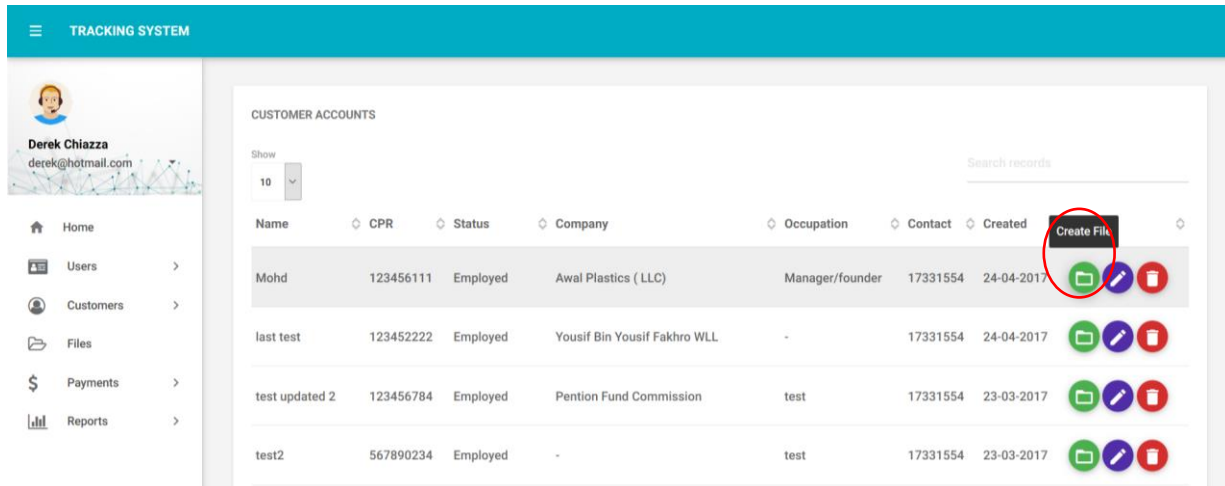 TRACKING SYSTEM
Derek Chiazza
derek@hotmail.com
Home
Users
Customers
Files
Payments
Reports
CUSTOMER ACCOUNTS
Show
10
Search records
Name CPR Status Company Occupation Contact Created
Create File
Mohd 123456111 Employed Awal Plastics ( LLC) Manager/founder 17331554 24-04-2017
last test 123452222 Employed Yousif Bin Yousif Fakhro WLL - 17331554 24-04-2017
test updated 2 123456784 Employed Pention Fund Commission test 17331554 23-03-2017
test2 567890234 Employed - test 17331554 23-03-2017